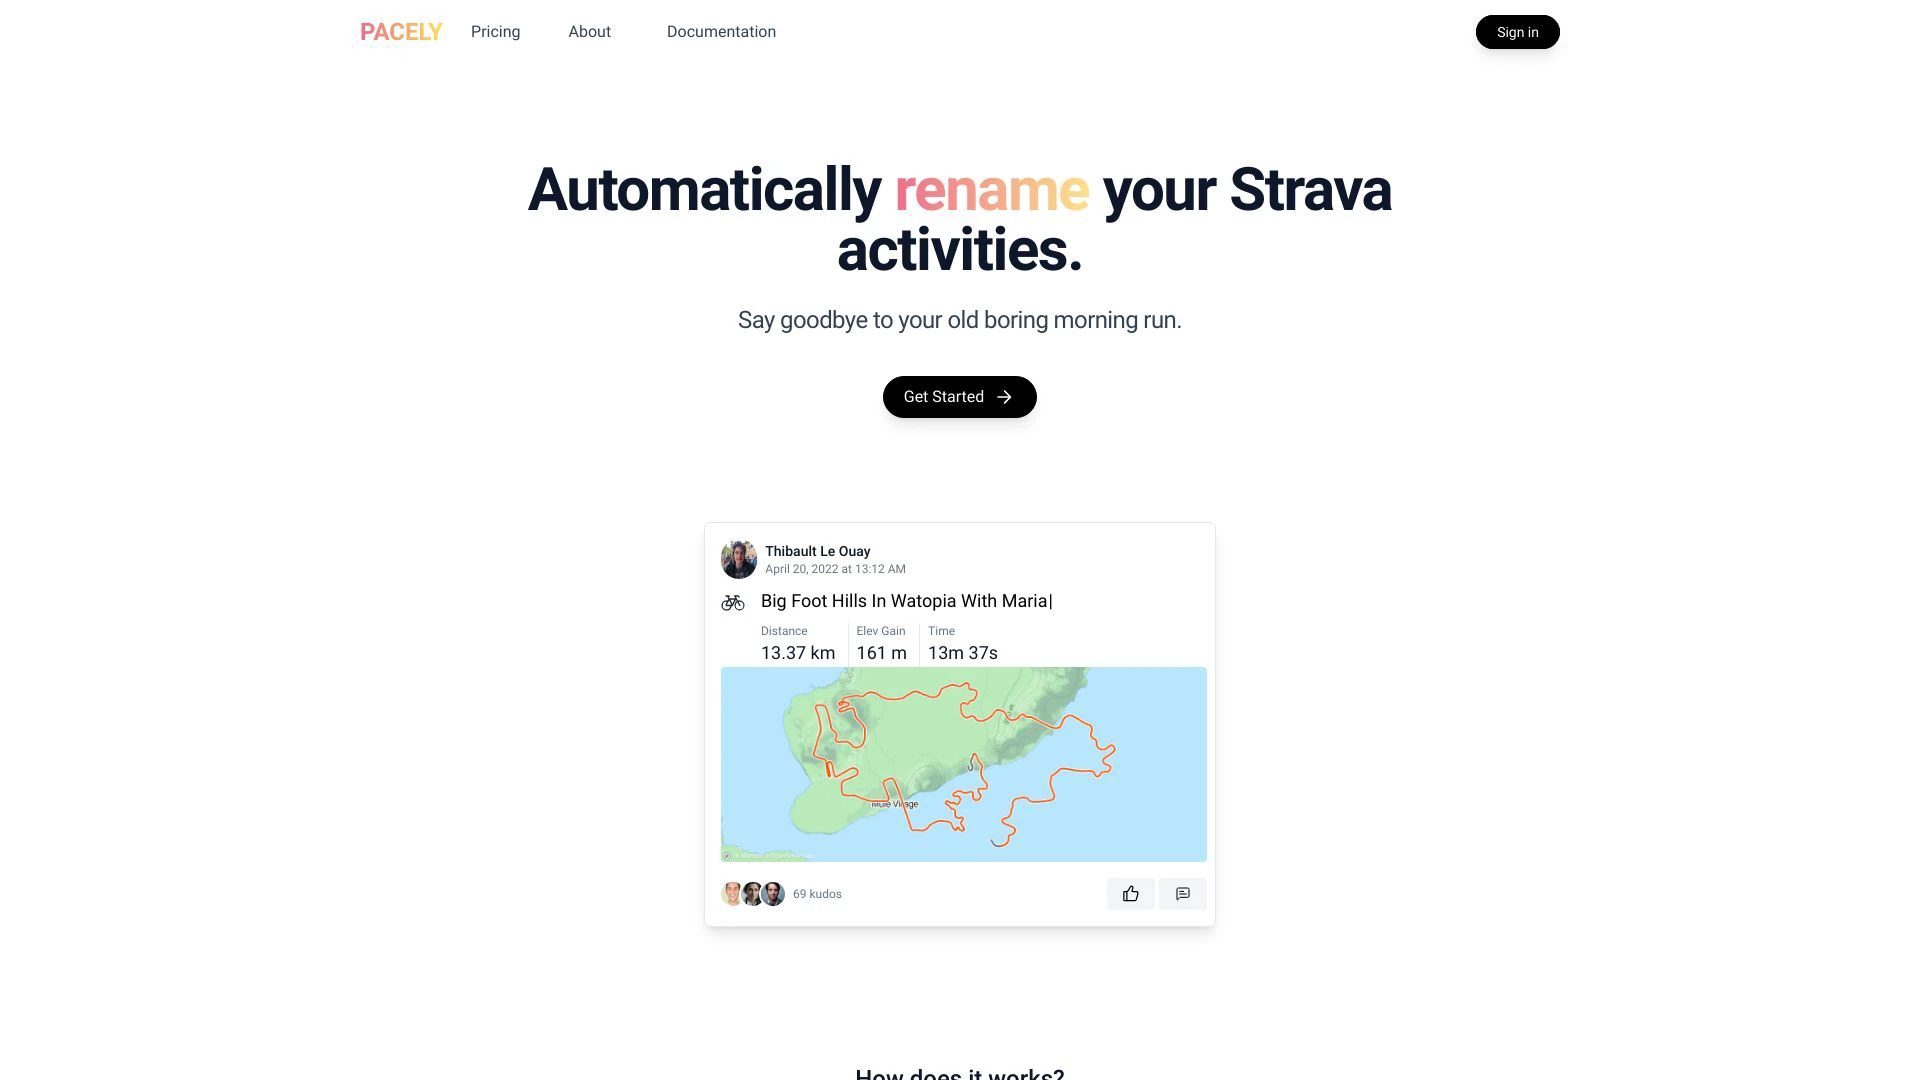 PACELY Pricing About Documentation Sign in
Automatically rename your Strava
activities.
Say goodbye to your old boring morning run.
Get Started
Thibault Le Ouay
April 20, 2022 at 13:12 AM
Big Foot Hills In Watopia With Maria|
Distance Elev Gain Time
13.37 km 161 m 13m 37s
Mule Village
69 kudos
How does it works?